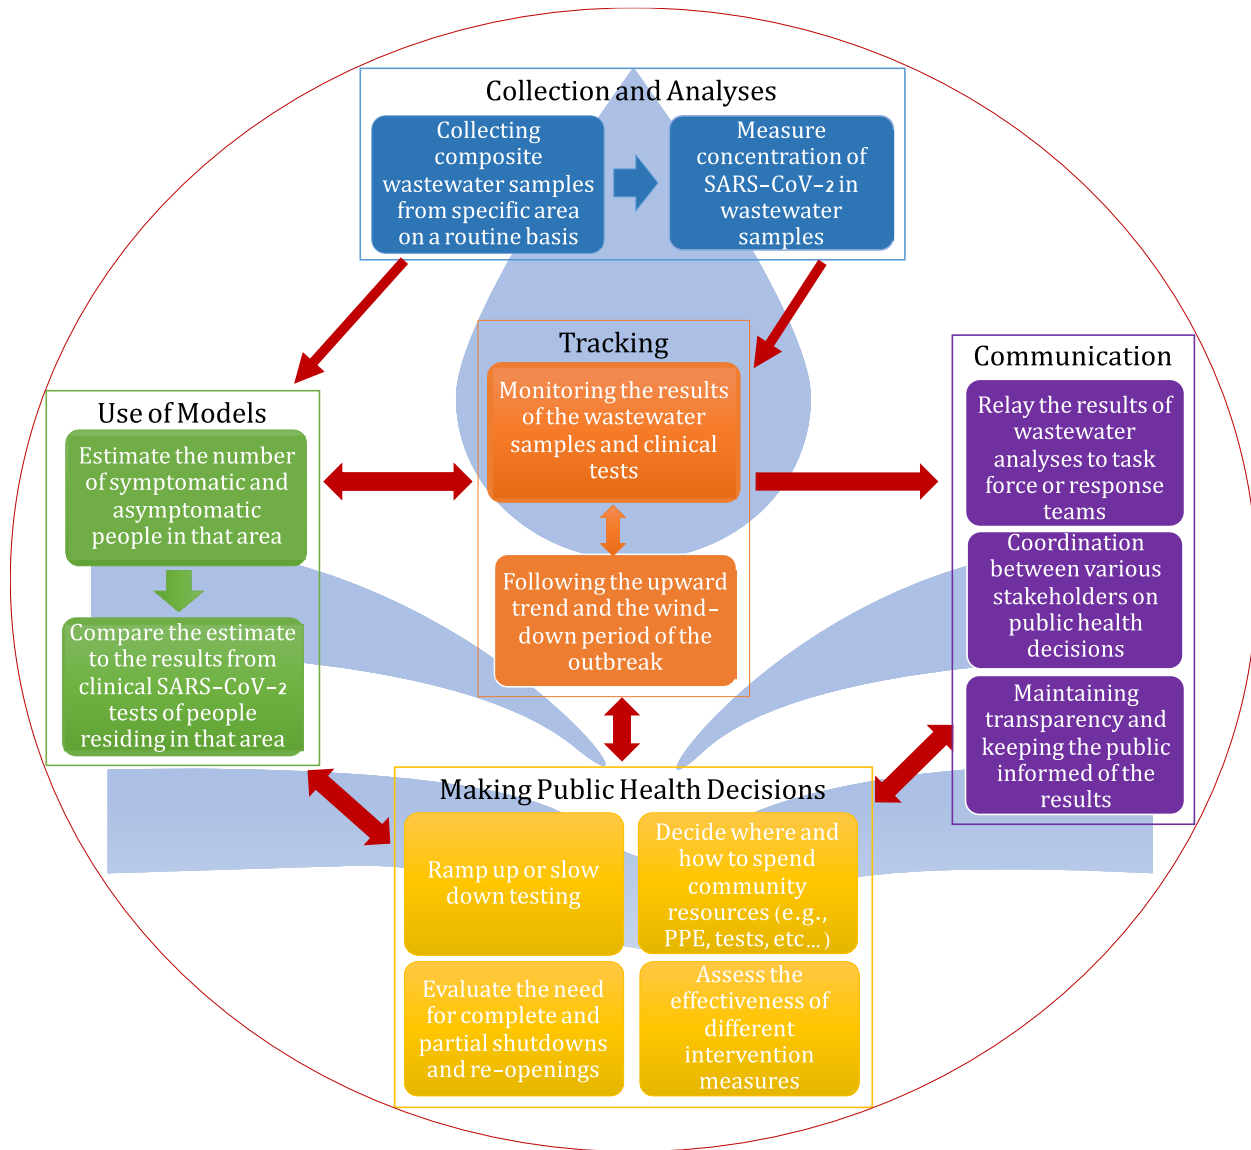 Collection and Analyses
Collecting
composite
wastewater samples
from specific area
on a routine basis
Measure
concentration of
SARS-CoV-2 in
wastewater
samples
Tracking
Monitoring the results
of the wastewater
samples and clinical
tests
Following the upward
trend and the wind-
down period of the
outbreak
Use of Models
Estimate the number
of symptomatic and
asymptomatic
people in that area
Compare the estimate
to the results from
clinical SARS-CoV-2
tests of people
residing in that area
Communication
Relay the results of
wastewater
analyses to task
force or response
teams
Coordination
between various
stakeholders on
public health
decisions
Maintaining
transparency and
keeping the public
informed of the
results
Making Public Health Decisions
Ramp up or slow
down testing
Decide where and
how to spend
community
resources (e.g.,
PPE, tests, etc...)
Evaluate the need
for complete and
partial shutdowns
and re-openings
Assess the
effectiveness of
different
intervention
measures